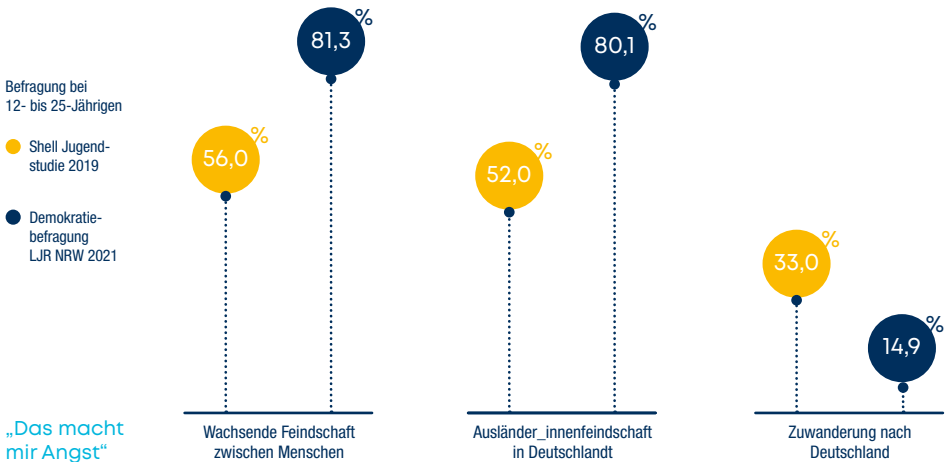 Befragung bei
12- bis 25-Jährigen
Shell Jugend-
studie 2019
Demokratie-
befragung
LJR NRW 2021
„Das macht
mir Angst“
56,0 %
81,3 %
Wachsende Feindschaft
zwischen Menschen
52,0 %
80,1 %
Ausländer_innenfeindschaft
in Deutschlandt
33,0 %
14,9 %
Zuwanderung nach
Deutschland